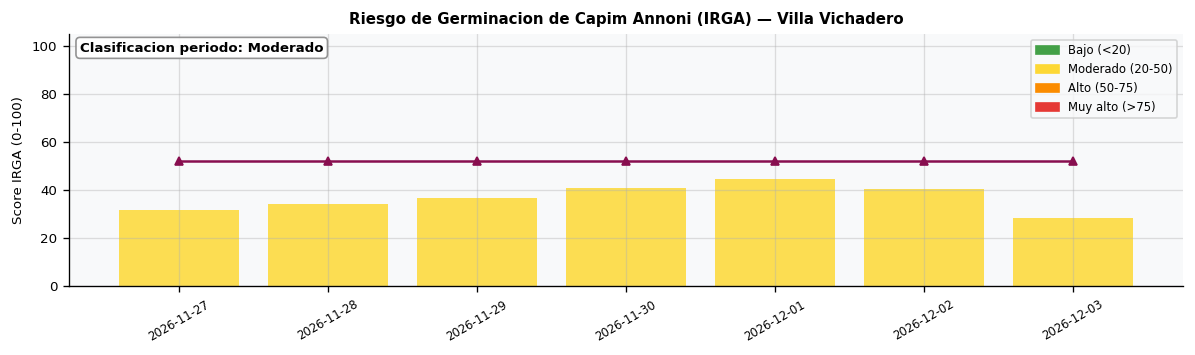 Riesgo de Germinacion de Capim Annoni (IRGA) — Villa Vichadero
Clasificacion periodo: Moderado
Bajo (<20)
Moderado (20-50)
Alto (50-75)
Muy alto (>75)
Score IRGA (0-100)
100
80
60
40
20
0
2026-11-27
2026-11-28
2026-11-29
2026-11-30
2026-12-01
2026-12-02
2026-12-03